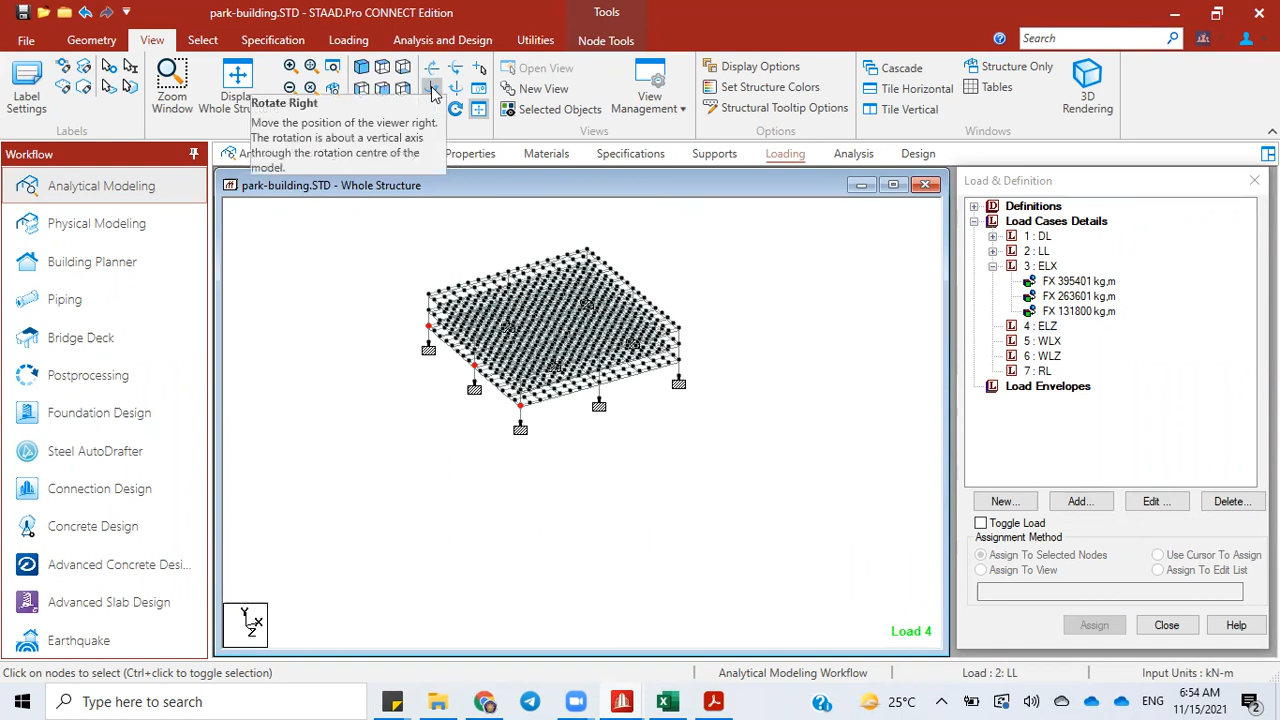 park-building.STD - STAAD.Pro CONNECT Edition
Tools
File
Geometry
View
Select
Specification
Loading
Analysis and Design
Utilities
Node Tools
Search
Label Settings
Labels
Zoom Window
Whole
Open View
New View
Selected Objects
View Management
Views
Display Options
Set Structure Colors
Structural Tooltip Options
Options
Cascade
Tile Horizontal
Tile Vertical
Structure Only
Tables
Windows
3D Rendering
Rotate Right
Move the position of the viewer right.
The rotation is about a vertical axis
through the rotation centre of the
model.
Workflow
Properties
Materials
Specifications
Supports
Loading
Analysis
Design
Analytical Modeling
Physical Modeling
Building Planner
Piping
Bridge Deck
Postprocessing
Foundation Design
Steel AutoDrafter
Connection Design
Concrete Design
Advanced Concrete Desi...
Advanced Slab Design
Earthquake
park-building.STD - Whole Structure
Y
X
Z
Load 4
Load & Definition
Definitions
Load Cases Details
1 : DL
2 : LL
3 : ELX
FX 395401 kg,m
FX 263601 kg,m
FX 131800 kg,m
4 : ELZ
5 : WLX
6 : WLZ
7 : RL
Load Envelopes
New...
Add...
Edit ...
Delete...
Toggle Load
Assignment Method
Assign To Selected Nodes
Use Cursor To Assign
Assign To View
Assign To Edit List
Assign
Close
Help
Click on nodes to select (Ctrl+click to toggle selection)
Analytical Modeling Workflow
Load : 2: LL
Input Units : kN-m
Type here to search
25°C
ENG
6:54 AM
11/15/2021
2